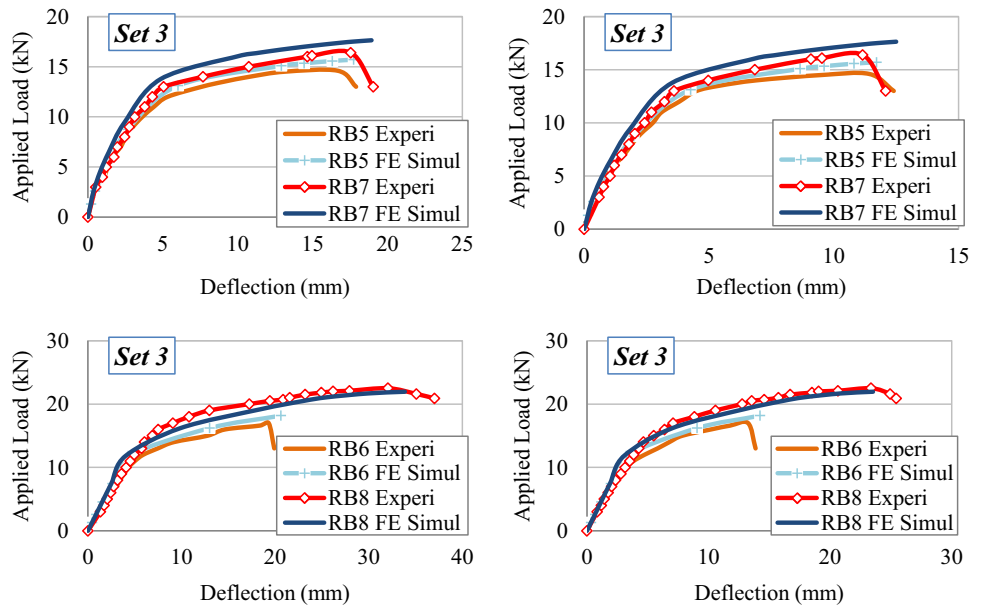 Set 3
Applied Load (kN)
20
15
10
5
0
RB5 Experi
RB5 FE Simul
RB7 Experi
RB7 FE Simul
0 5 10 15 20 25
Deflection (mm)
Set 3
Applied Load (kN)
20
15
10
5
0
RB5 Experi
RB5 FE Simul
RB7 Experi
RB7 FE Simul
0 5 10 15
Deflection (mm)
Set 3
Applied Load (kN)
30
20
10
0
RB6 Experi
RB6 FE Simul
RB8 Experi
RB8 FE Simul
0 10 20 30 40
Deflection (mm)
Set 3
Applied Load (kN)
30
20
10
0
RB6 Experi
RB6 FE Simul
RB8 Experi
RB8 FE Simul
0 10 20 30
Deflection (mm)